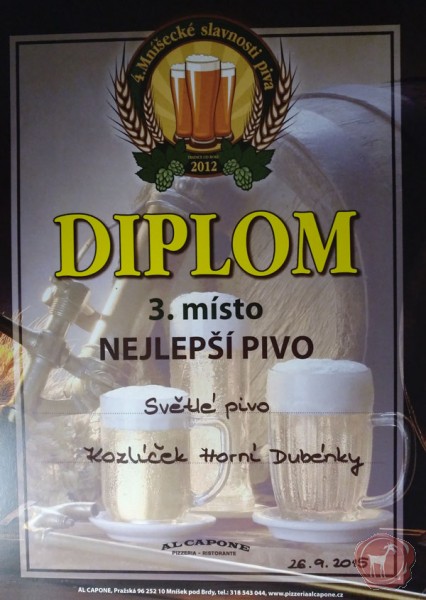 4. Mníšecké slavnosti piva
2012
DIPLOM
3. místo
NEJLEPŠÍ PIVO
Světlé pivo
Kozlíček Horní Dubénky
AL CAPONE
PIZZERIA - RISTORANTE
26.9.2015
AL CAPONE, Pražská 96 252 10 Mníšek pod Brdy, tel.: 318 543 044, www.pizzeriaalcapone.cz